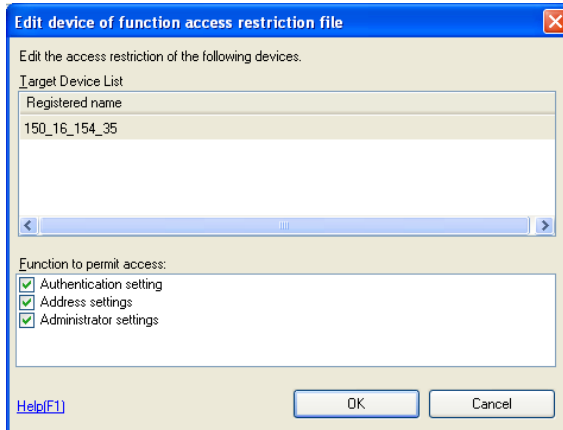 Edit device of function access restriction file
Edit the access restriction of the following devices.
Target Device List
Registered name
150_16_154_35
Function to permit access:
Authentication setting
Address settings
Administrator settings
Help(F1)
OK
Cancel